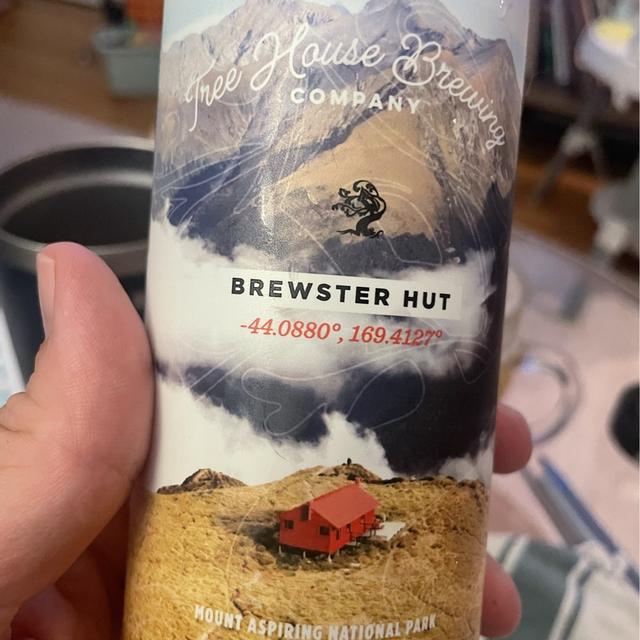 Tree House Brewing
COMPANY
BREWSTER HUT
-44.0880°, 169.4127°
MOUNT ASPIRING NATIONAL PARK